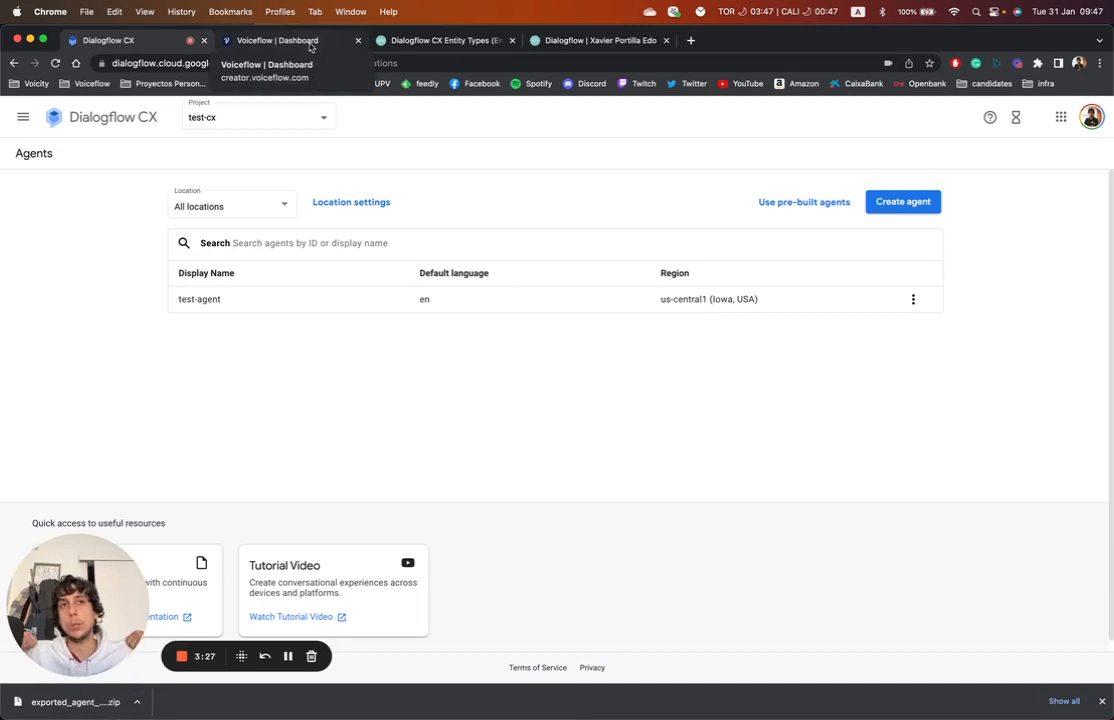 Chrome File Edit View History Bookmarks Profiles Tab Window Help TOR 03:47 | CALI 00:47 A 100% Tue 31 Jan 09:47
Dialogflow CX Voiceflow | Dashboard Dialogflow CX Entity Types (En Dialogflow | Xavier Portilla Edo
dialogflow.cloud.googl ations
Voiceflow | Dashboard
creator.voiceflow.com
Voicity Voiceflow Proyectos Person... UPV feedly Facebook Spotify Discord Twitch Twitter YouTube Amazon CaixaBank Openbank candidates infra
Dialogflow CX
Project
test-cx
Agents
Location
All locations
Location settings
Use pre-built agents
Create agent
Search Search agents by ID or display name
Display Name Default language Region
test-agent en us-central1 (Iowa, USA)
Quick access to useful resources
with continuous
entation
Tutorial Video
Create conversational experiences across
devices and platforms.
Watch Tutorial Video
3:27
Terms of Service Privacy
exported_agent_....zip
Show all